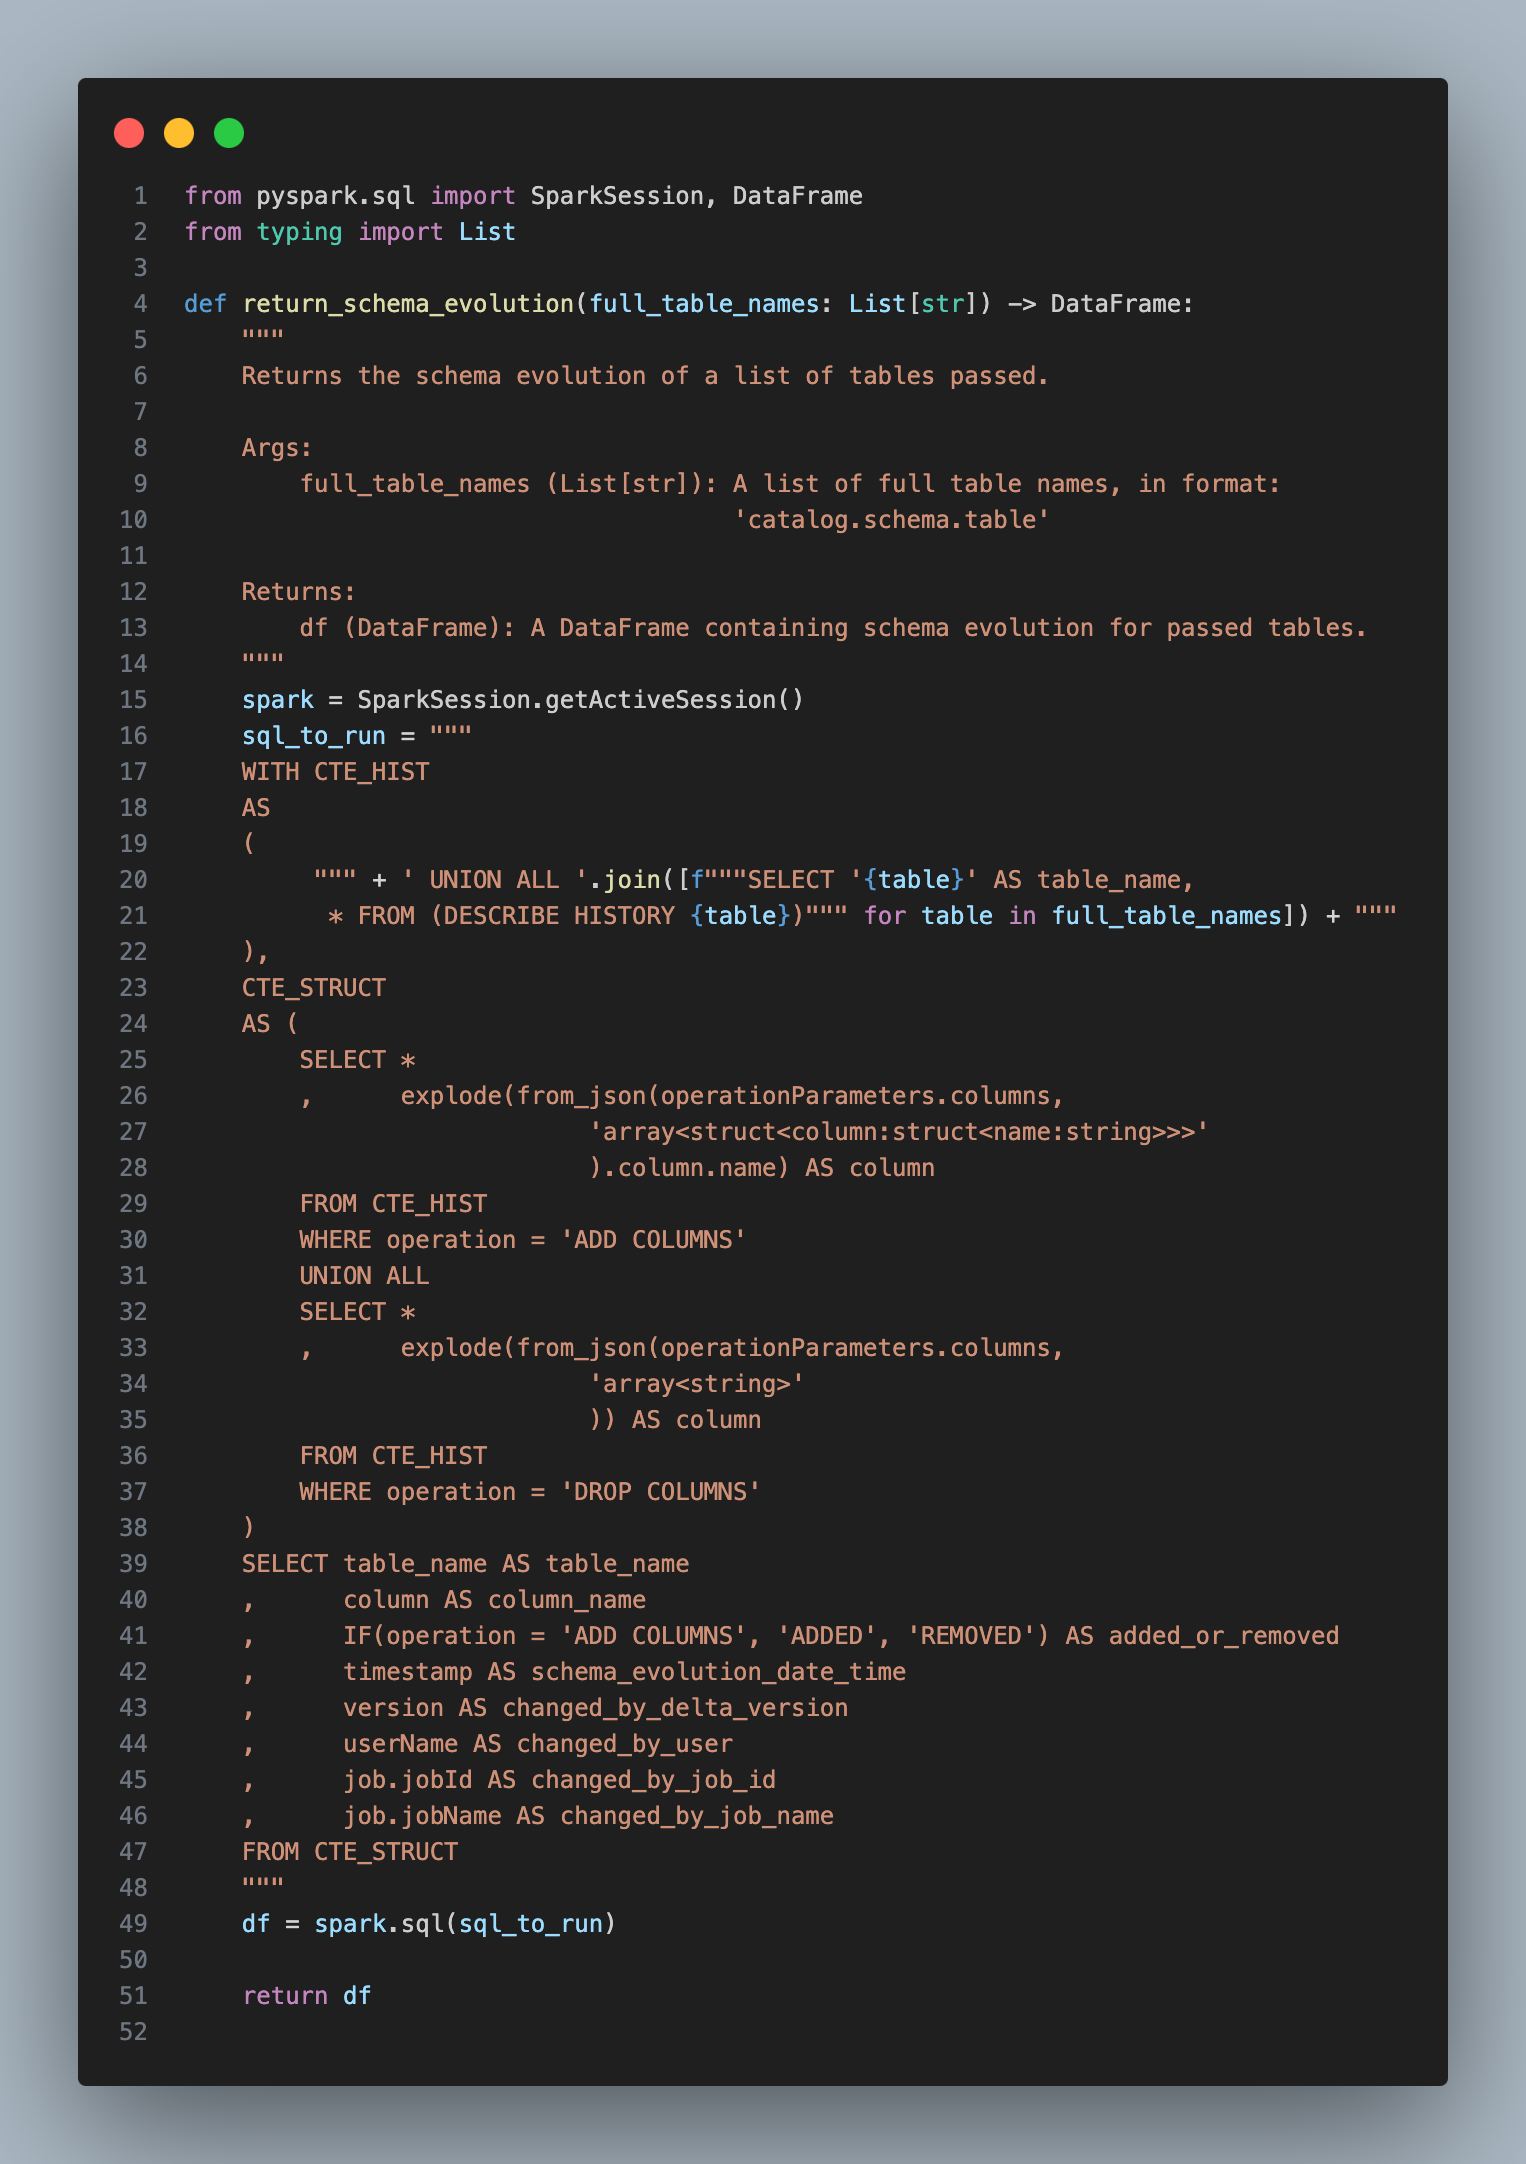 1 from pyspark.sql import SparkSession, DataFrame
2 from typing import List
3
4 def return_schema_evolution(full_table_names: List[str]) -> DataFrame:
5     """
6     Returns the schema evolution of a list of tables passed.
7
8     Args:
9         full_table_names (List[str]): A list of full table names, in format:
10                                       'catalog.schema.table'
11
12     Returns:
13         df (DataFrame): A DataFrame containing schema evolution for passed tables.
14     """
15     spark = SparkSession.getActiveSession()
16     sql_to_run = """
17     WITH CTE_HIST
18     AS
19     (
20          """ + ' UNION ALL '.join([f"""SELECT '{table}' AS table_name,
21           * FROM (DESCRIBE HISTORY {table})""" for table in full_table_names]) + """
22     ),
23     CTE_STRUCT
24     AS (
25         SELECT *
26         ,      explode(from_json(operationParameters.columns,
27                             'array<struct<column:struct<name:string>>>'
28                             ).column.name) AS column
29         FROM CTE_HIST
30         WHERE operation = 'ADD COLUMNS'
31         UNION ALL
32         SELECT *
33         ,      explode(from_json(operationParameters.columns,
34                             'array<string>'
35                             )) AS column
36         FROM CTE_HIST
37         WHERE operation = 'DROP COLUMNS'
38     )
39     SELECT table_name AS table_name
40     ,      column AS column_name
41     ,      IF(operation = 'ADD COLUMNS', 'ADDED', 'REMOVED') AS added_or_removed
42     ,      timestamp AS schema_evolution_date_time
43     ,      version AS changed_by_delta_version
44     ,      userName AS changed_by_user
45     ,      job.jobId AS changed_by_job_id
46     ,      job.jobName AS changed_by_job_name
47     FROM CTE_STRUCT
48     """
49     df = spark.sql(sql_to_run)
50
51     return df
52